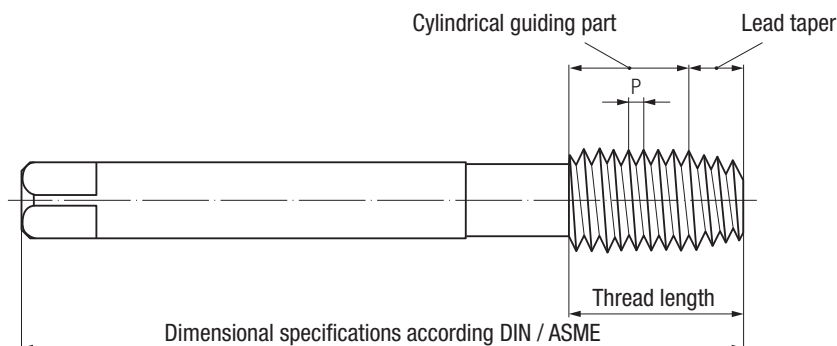 Cylindrical guiding part
Lead taper
P
Thread length
Dimensional specifications according DIN / ASME